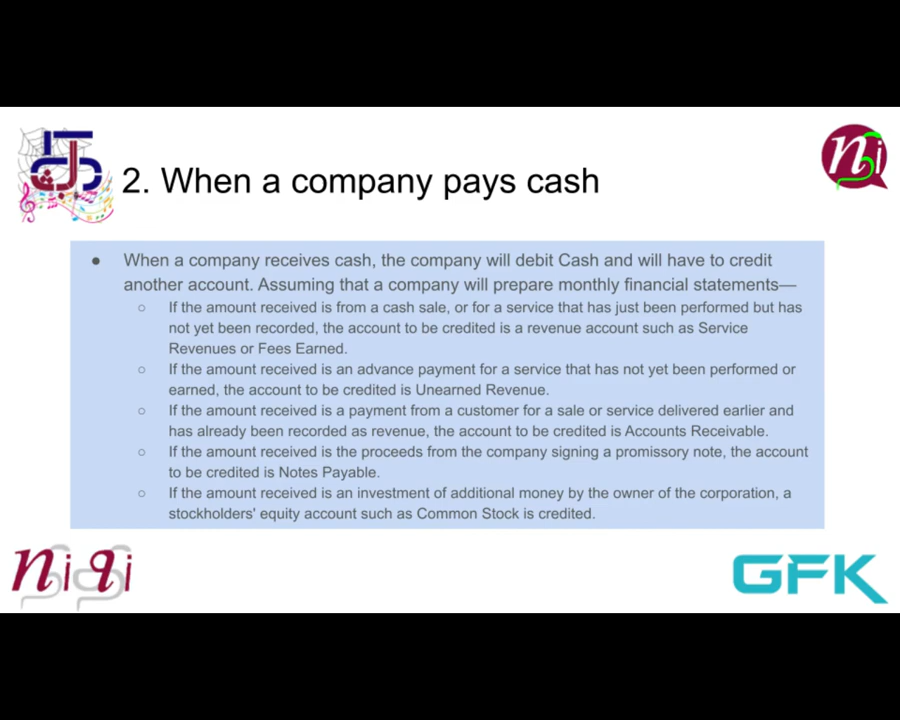 2. When a company pays cash
● When a company receives cash, the company will debit Cash and will have to credit
another account. Assuming that a company will prepare monthly financial statements—
○ If the amount received is from a cash sale, or for a service that has just been performed but has
not yet been recorded, the account to be credited is a revenue account such as Service
Revenues or Fees Earned.
○ If the amount received is an advance payment for a service that has not yet been performed or
earned, the account to be credited is Unearned Revenue.
○ If the amount received is a payment from a customer for a sale or service delivered earlier and
has already been recorded as revenue, the account to be credited is Accounts Receivable.
○ If the amount received is the proceeds from the company signing a promissory note, the account
to be credited is Notes Payable.
○ If the amount received is an investment of additional money by the owner of the corporation, a
stockholders' equity account such as Common Stock is credited.
niqi
GFK